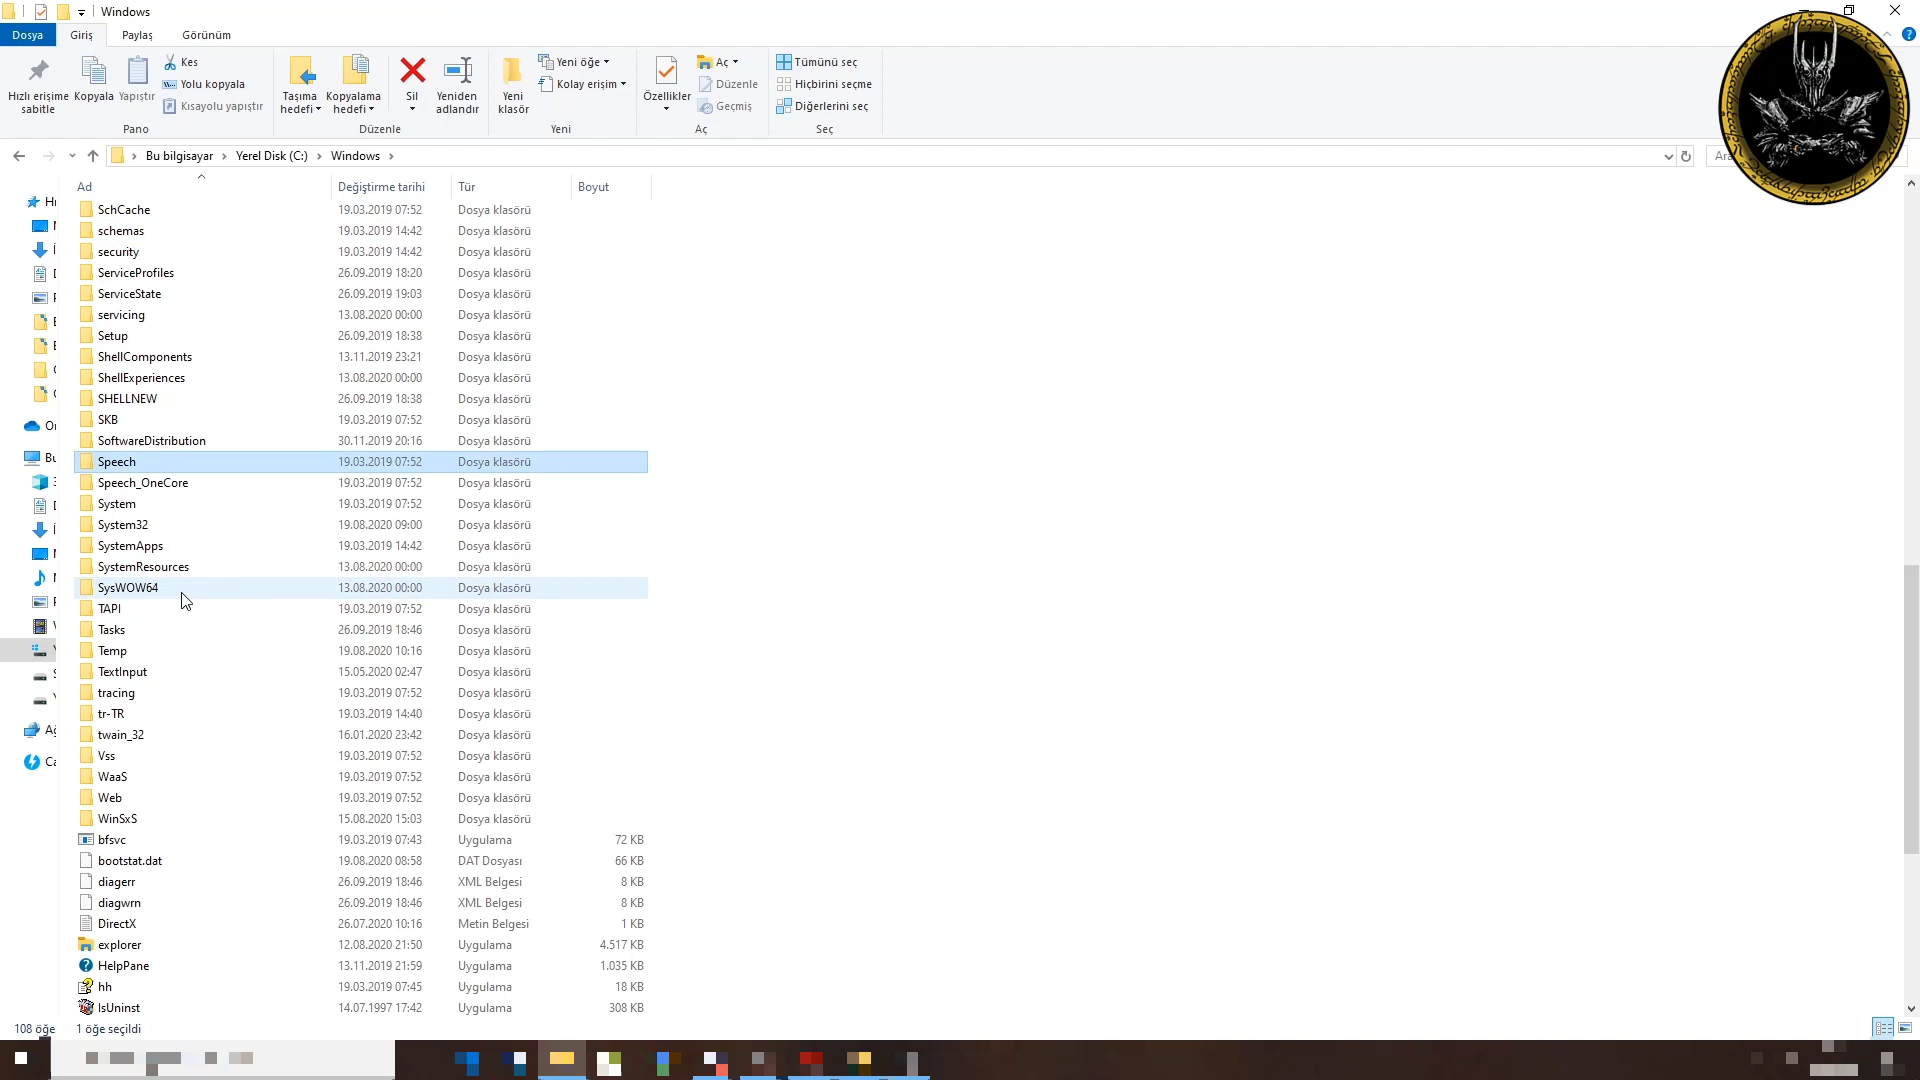 Windows
Dosya Giriş Paylaş Görünüm
Hızlı erişime sabitle
Kopyala
Yapıştır
Kes
Yolu kopyala
Kısayolu yapıştır
Pano
Taşıma hedefi
Kopyalama hedefi
Sil
Yeniden adlandır
Düzenle
Yeni klasör
Yeni öğe
Kolay erişim
Yeni
Özellikler
Aç
Düzenle
Geçmiş
Aç
Tümünü seç
Hiçbirini seçme
Diğerlerini seç
Seç
Bu bilgisayar Yerel Disk (C:) Windows
Ad Değiştirme tarihi Tür Boyut
SchCache 19.03.2019 07:52 Dosya klasörü
schemas 19.03.2019 14:42 Dosya klasörü
security 19.03.2019 14:42 Dosya klasörü
ServiceProfiles 26.09.2019 18:20 Dosya klasörü
ServiceState 26.09.2019 19:03 Dosya klasörü
servicing 13.08.2020 00:00 Dosya klasörü
Setup 26.09.2019 18:38 Dosya klasörü
ShellComponents 13.11.2019 23:21 Dosya klasörü
ShellExperiences 13.08.2020 00:00 Dosya klasörü
SHELLNEW 26.09.2019 18:38 Dosya klasörü
SKB 19.03.2019 07:52 Dosya klasörü
SoftwareDistribution 30.11.2019 20:16 Dosya klasörü
Speech 19.03.2019 07:52 Dosya klasörü
Speech_OneCore 19.03.2019 07:52 Dosya klasörü
System 19.03.2019 07:52 Dosya klasörü
System32 19.08.2020 09:00 Dosya klasörü
SystemApps 19.03.2019 14:42 Dosya klasörü
SystemResources 13.08.2020 00:00 Dosya klasörü
SysWOW64 13.08.2020 00:00 Dosya klasörü
TAPI 19.03.2019 07:52 Dosya klasörü
Tasks 26.09.2019 18:46 Dosya klasörü
Temp 19.08.2020 10:16 Dosya klasörü
TextInput 15.05.2020 02:47 Dosya klasörü
tracing 19.03.2019 07:52 Dosya klasörü
tr-TR 19.03.2019 14:40 Dosya klasörü
twain_32 16.01.2020 23:42 Dosya klasörü
Vss 19.03.2019 07:52 Dosya klasörü
WaaS 19.03.2019 07:52 Dosya klasörü
Web 19.03.2019 07:52 Dosya klasörü
WinSxS 15.08.2020 15:03 Dosya klasörü
bfsvc 19.03.2019 07:43 Uygulama 72 KB
bootstat.dat 19.08.2020 08:58 DAT Dosyası 66 KB
diagerr 26.09.2019 18:46 XML Belgesi 8 KB
diagwrn 26.09.2019 18:46 XML Belgesi 8 KB
DirectX 26.07.2020 10:16 Metin Belgesi 1 KB
explorer 12.08.2020 21:50 Uygulama 4.517 KB
HelpPane 13.11.2019 21:59 Uygulama 1.035 KB
hh 19.03.2019 07:45 Uygulama 18 KB
IsUninst 14.07.1997 17:42 Uygulama 308 KB
108 öğe 1 öğe seçildi